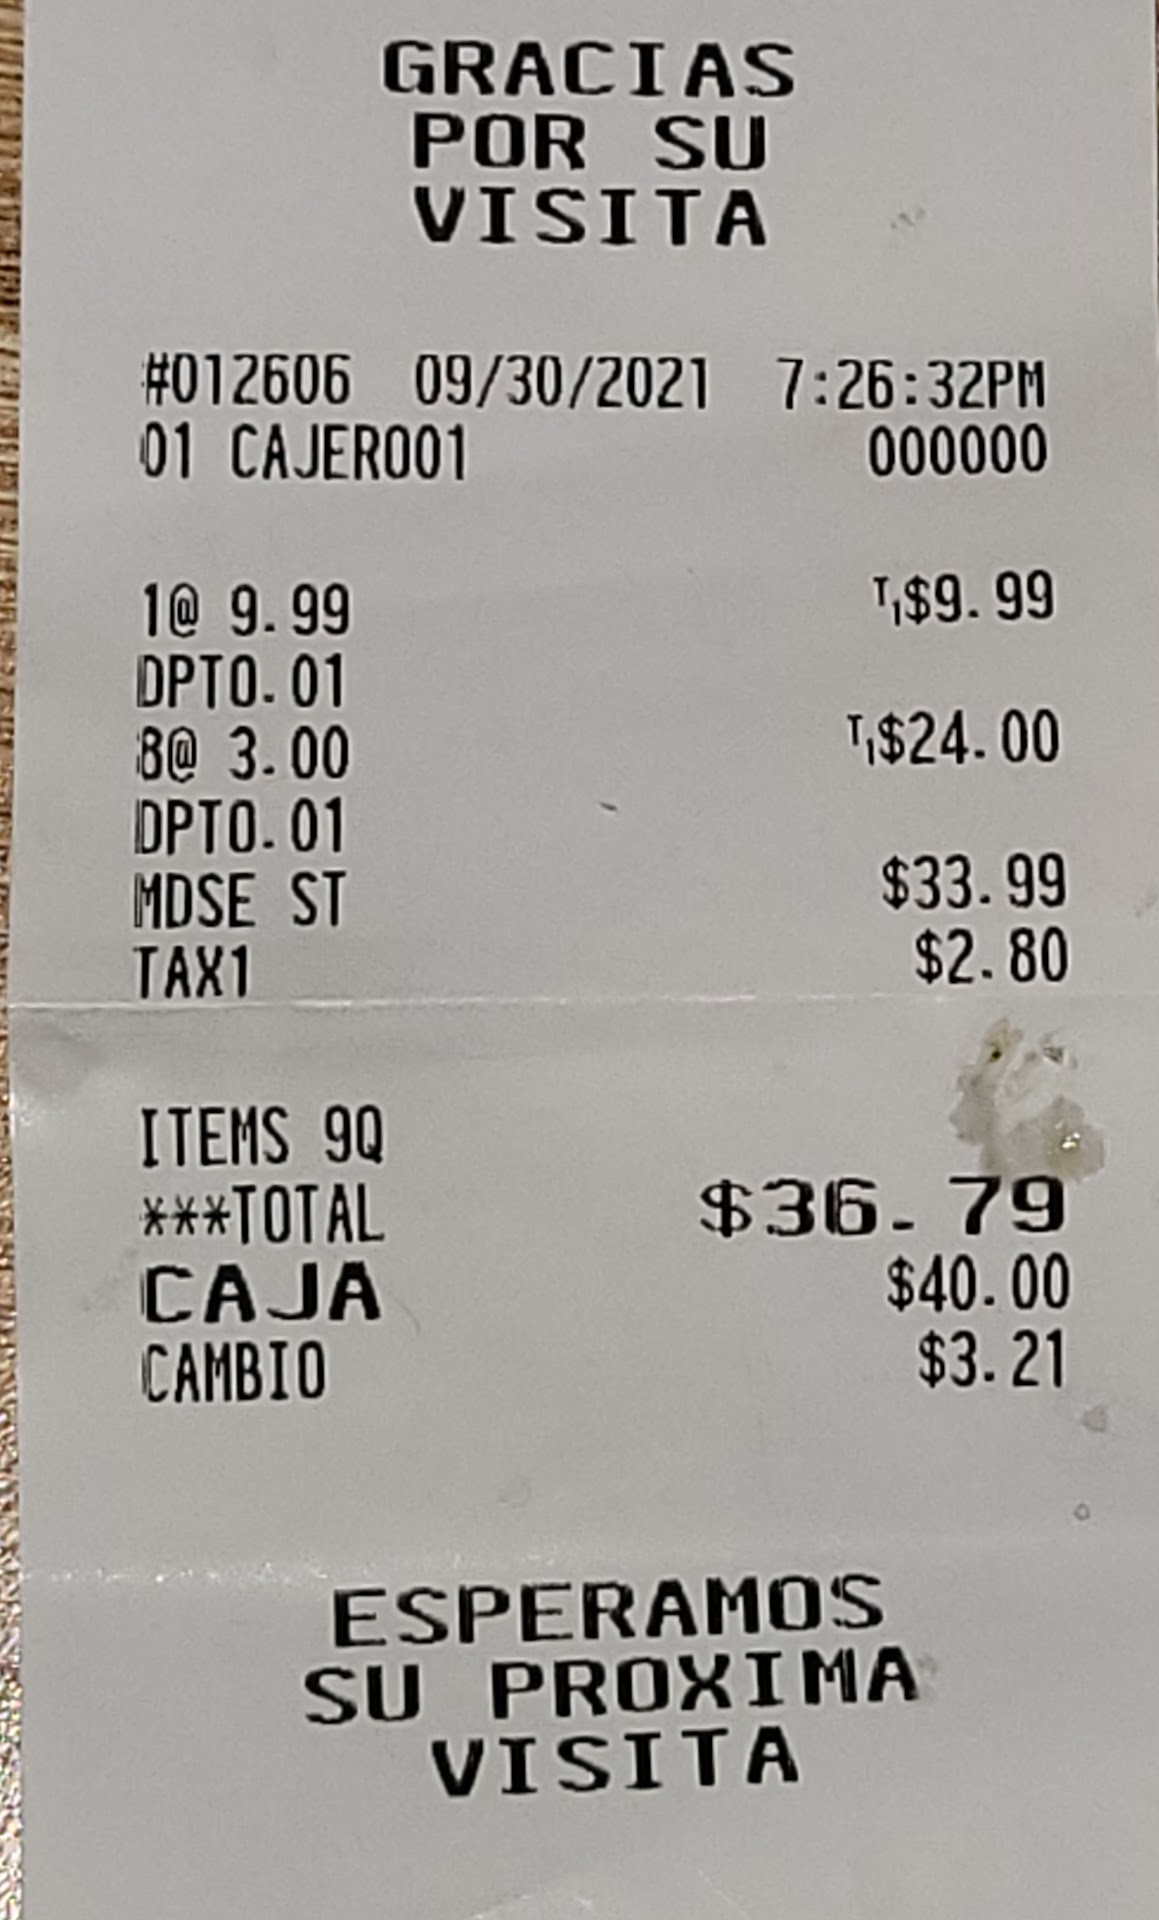 GRACIAS
POR SU
VISITA
#012606 09/30/2021 7:26:32PM
01 CAJERO01 000000
1@ 9.99 T1$9.99
DPTO.01
8@ 3.00 T1$24.00
DPTO.01
MDSE ST $33.99
TAX1 $2.80
ITEMS 9Q
***TOTAL $36.79
CAJA $40.00
CAMBIO $3.21
ESPERAMOS
SU PROXIMA
VISITA